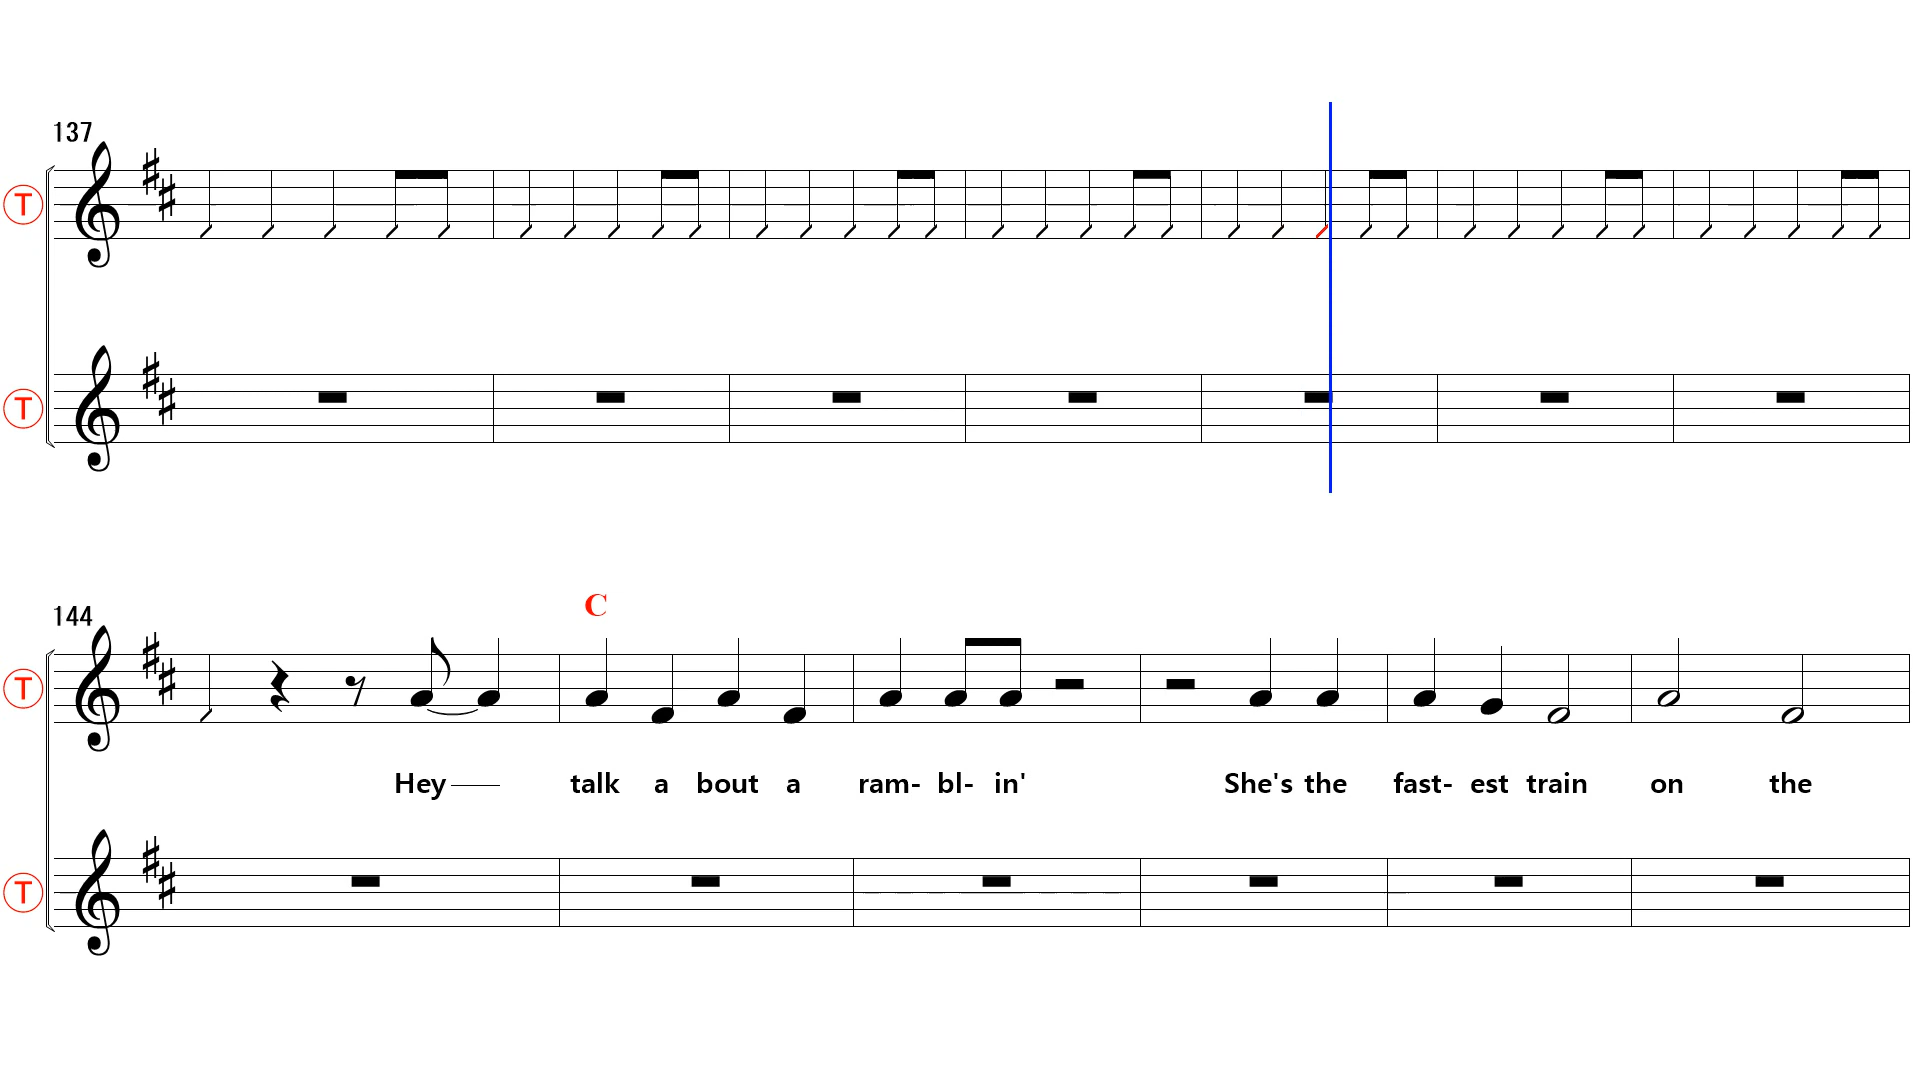 137
T
T
144
C
T
Hey talk a bout a ram- bl- in' She's the fast- est train on the
T